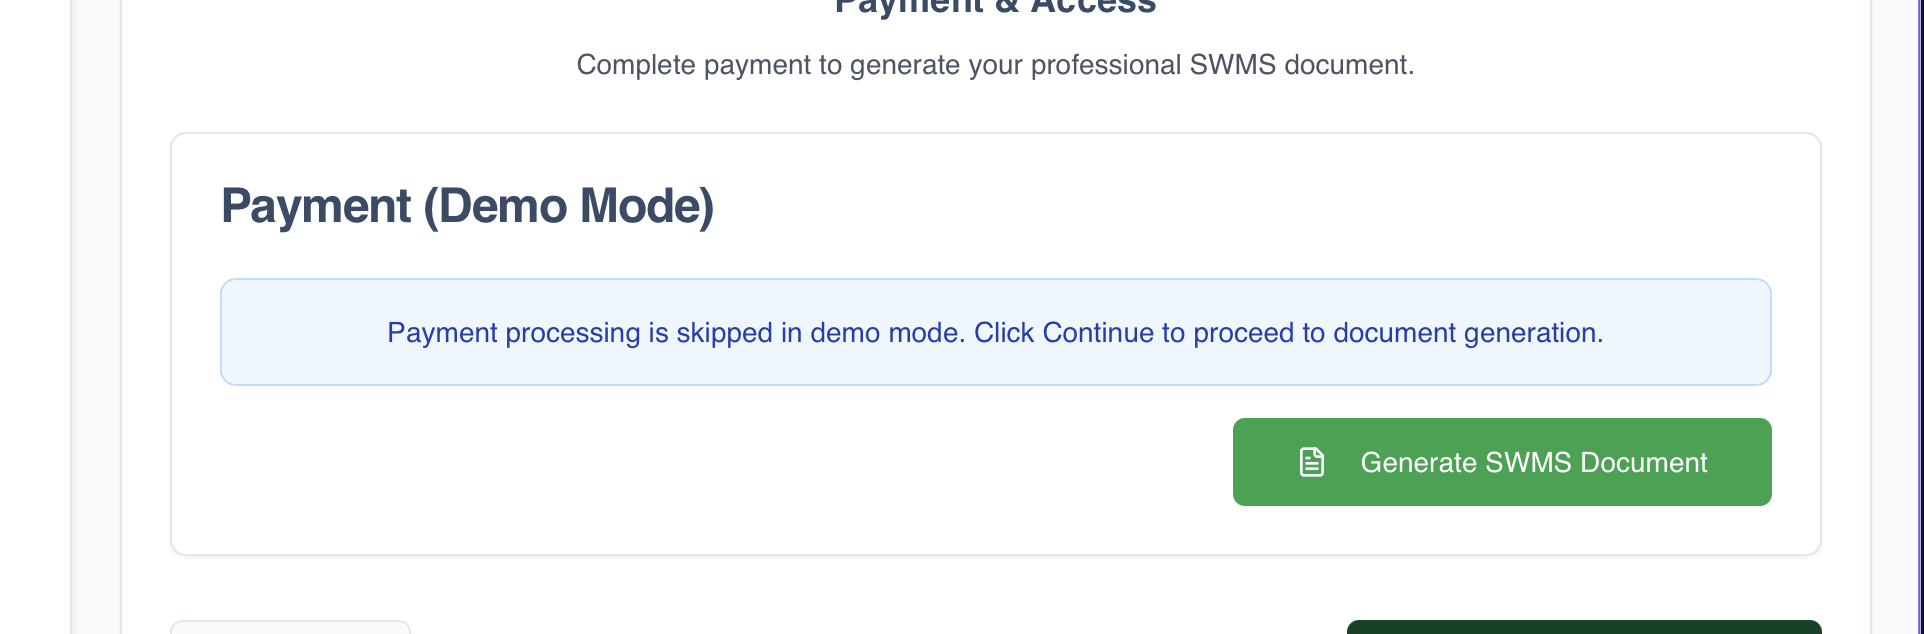 Payment & Access
Complete payment to generate your professional SWMS document.
Payment (Demo Mode)
Payment processing is skipped in demo mode. Click Continue to proceed to document generation.
Generate SWMS Document